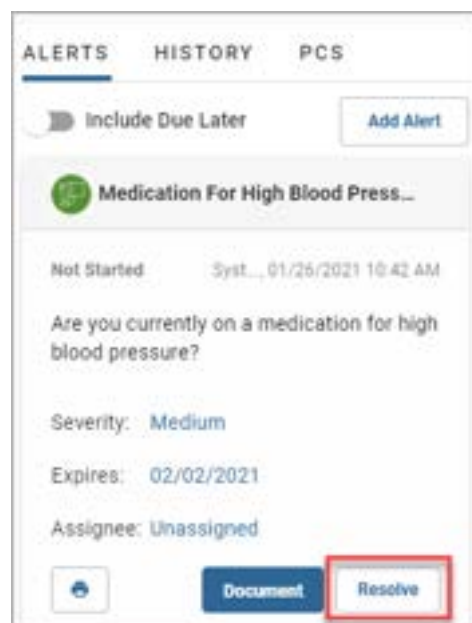 ALERTS HISTORY PCS
Include Due Later Add Alert
Medication For High Blood Press...
Not Started Syst..., 01/26/2021 10:42 AM
Are you currently on a medication for high
blood pressure?
Severity: Medium
Expires: 02/02/2021
Assignee: Unassigned
Document Resolve